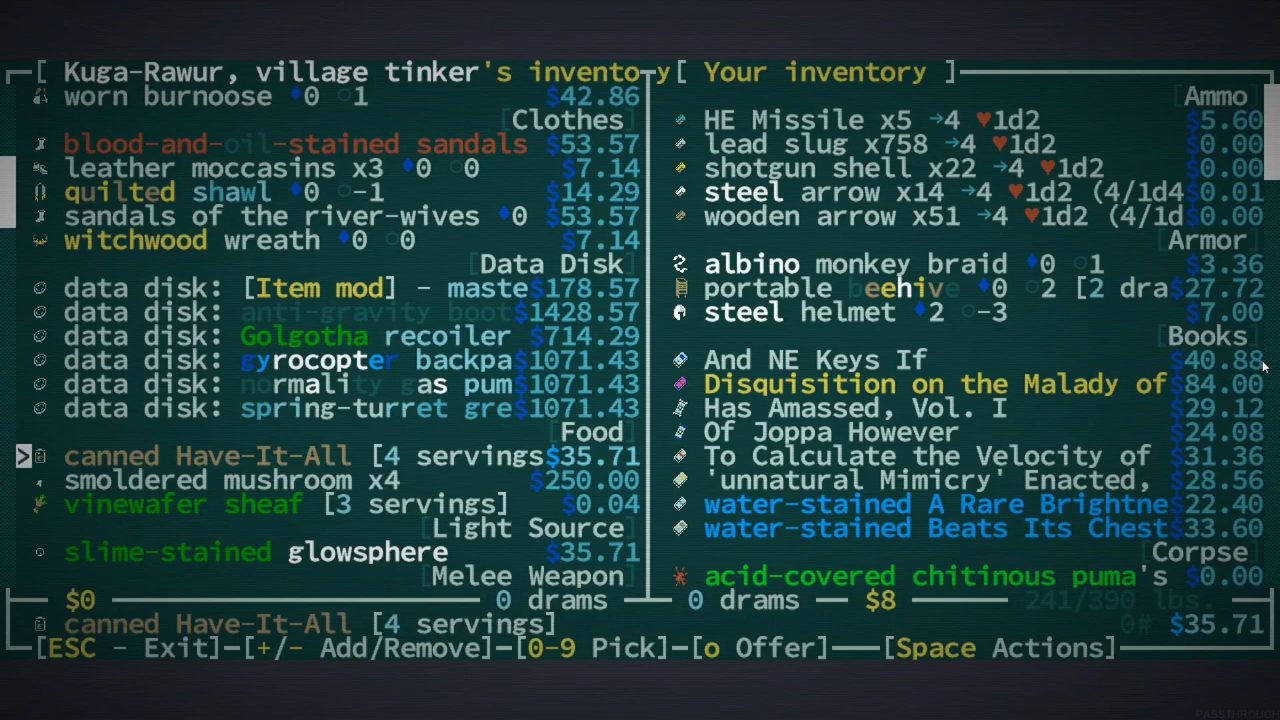 [ Kuga-Rawur, village tinker's inventory [ Your inventory ]
worn burnoose ♦0 ○1 $42.86
[Clothes]
blood-and-oil-stained sandals $53.57
leather moccasins x3 ♦0 ○0 $7.14
quilted shawl ♦0 ○-1 $14.29
sandals of the river-wives ♦0 $53.57
witchwood wreath ♦0 ○0 $7.14
[Data Disk]
data disk: [Item mod] - maste $178.57
data disk: anti-gravity boot $1428.57
data disk: Golgotha recoiler $714.29
data disk: gyrocopter backpa $1071.43
data disk: normality gas pum $1071.43
data disk: spring-turret gre $1071.43
[Food]
> canned Have-It-All [4 servings $35.71
smoldered mushroom x4 $250.00
vinewafer sheaf [3 servings] $0.04
[Light Source]
slime-stained glowsphere $35.71
[Melee Weapon]
[Ammo]
HE Missile x5 →4 ♥1d2 $5.60
lead slug x758 →4 ♥1d2 $0.00
shotgun shell x22 →4 ♥1d2 $0.00
steel arrow x14 →4 ♥1d2 (4/1d4 $0.01
wooden arrow x51 →4 ♥1d2 (4/1d $0.00
[Armor]
albino monkey braid ♦0 ○1 $3.36
portable beehive ♦0 ○2 [2 dra $27.72
steel helmet ♦2 ○-3 $7.00
[Books]
And NE Keys If $40.88
Disquisition on the Malady of $84.00
Has Amassed, Vol. I $29.12
Of Joppa However $24.08
To Calculate the Velocity of $31.36
'unnatural Mimicry' Enacted, $28.56
water-stained A Rare Brightne $22.40
water-stained Beats Its Chest $33.60
[Corpse]
acid-covered chitinous puma's $0.00
$0 0 drams 0 drams — $8 241/390 lbs.
canned Have-It-All [4 servings] 0# $35.71
[ESC - Exit]—[+/- Add/Remove]—[0-9 Pick]—[o Offer]——[Space Actions]